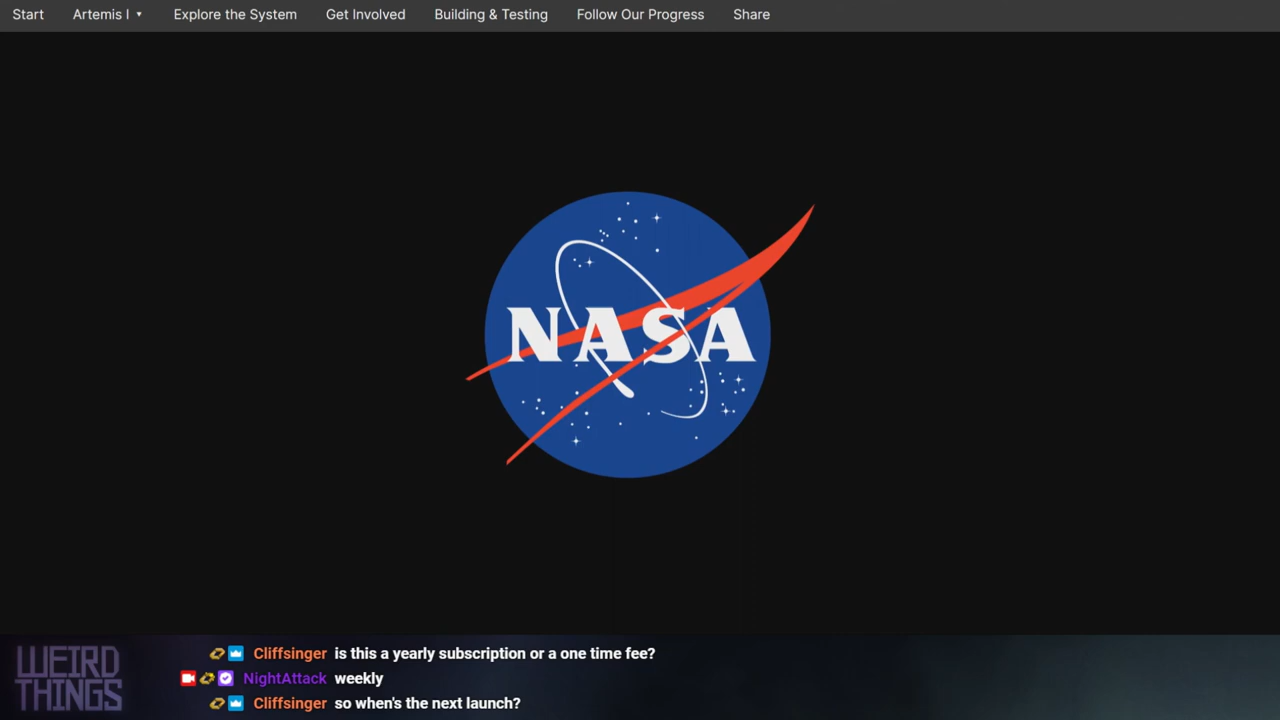 Start Artemis I ▼ Explore the System Get Involved Building & Testing Follow Our Progress Share
NASA
WEIRD
THINGS
Cliffsinger is this a yearly subscription or a one time fee?
NightAttack weekly
Cliffsinger so when's the next launch?